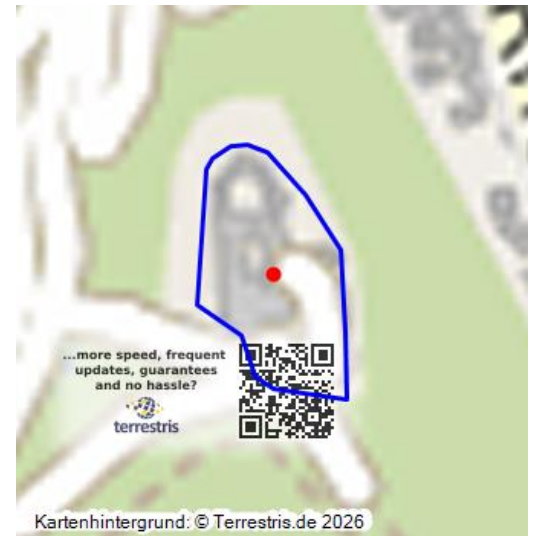 ...more speed, frequent
updates, guarantees
and no hassle?
terrestris
Kartenhintergrund: © Terrestris.de 2026